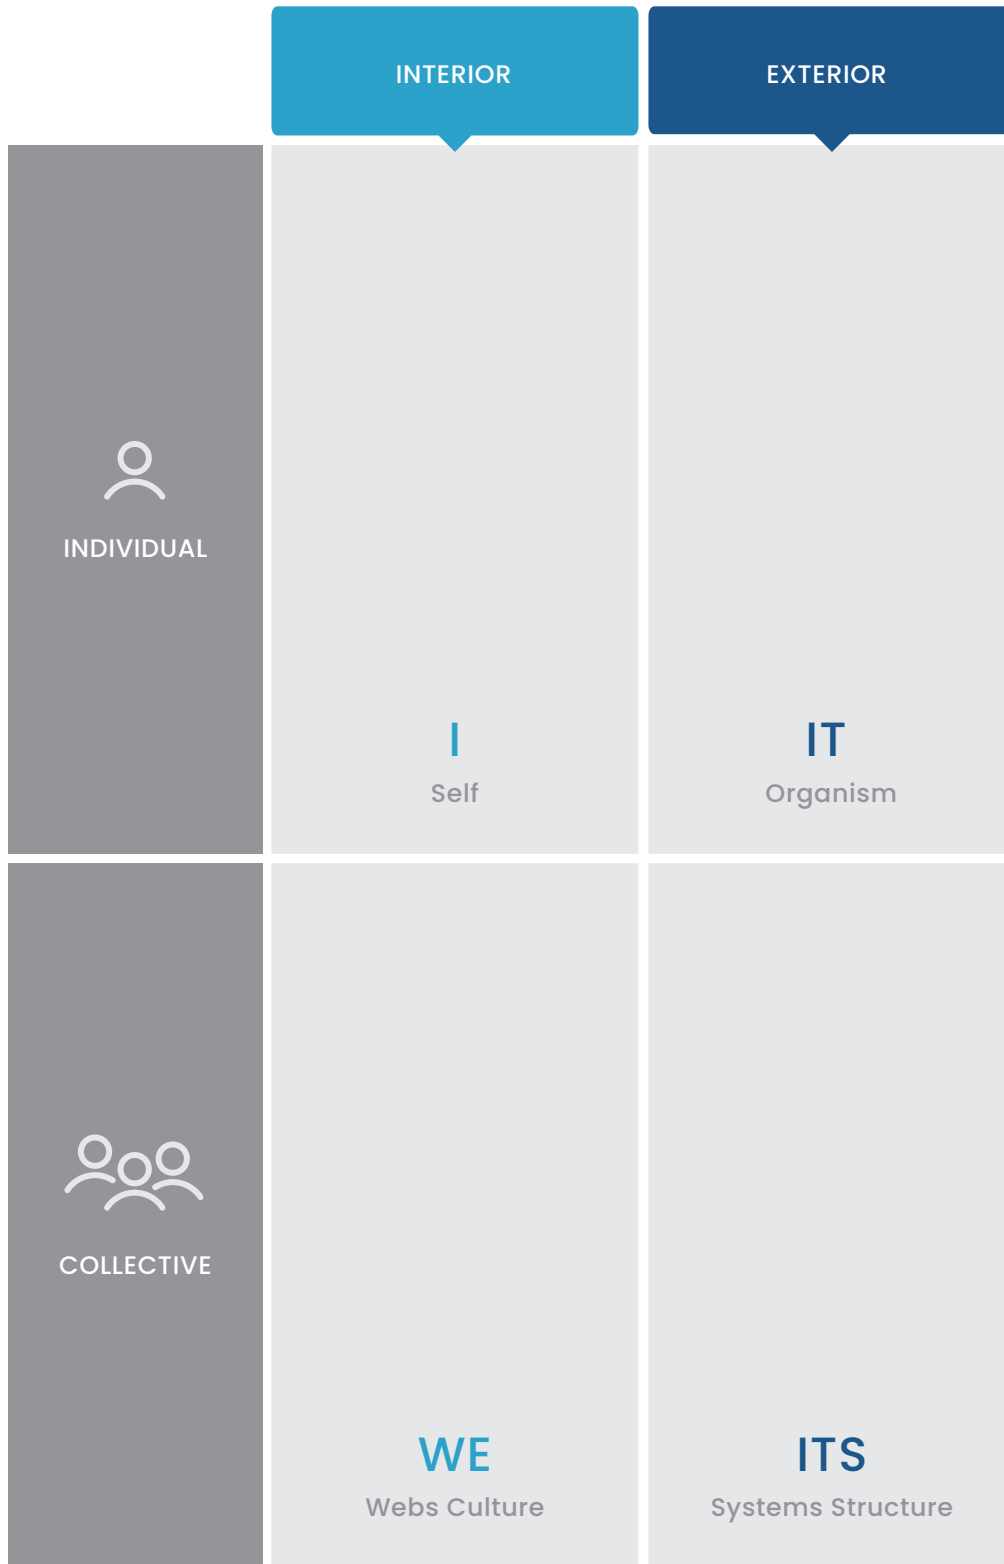 INTERIOR
EXTERIOR
INDIVIDUAL
I
Self
IT
Organism
COLLECTIVE
WE
Webs Culture
ITS
Systems Structure